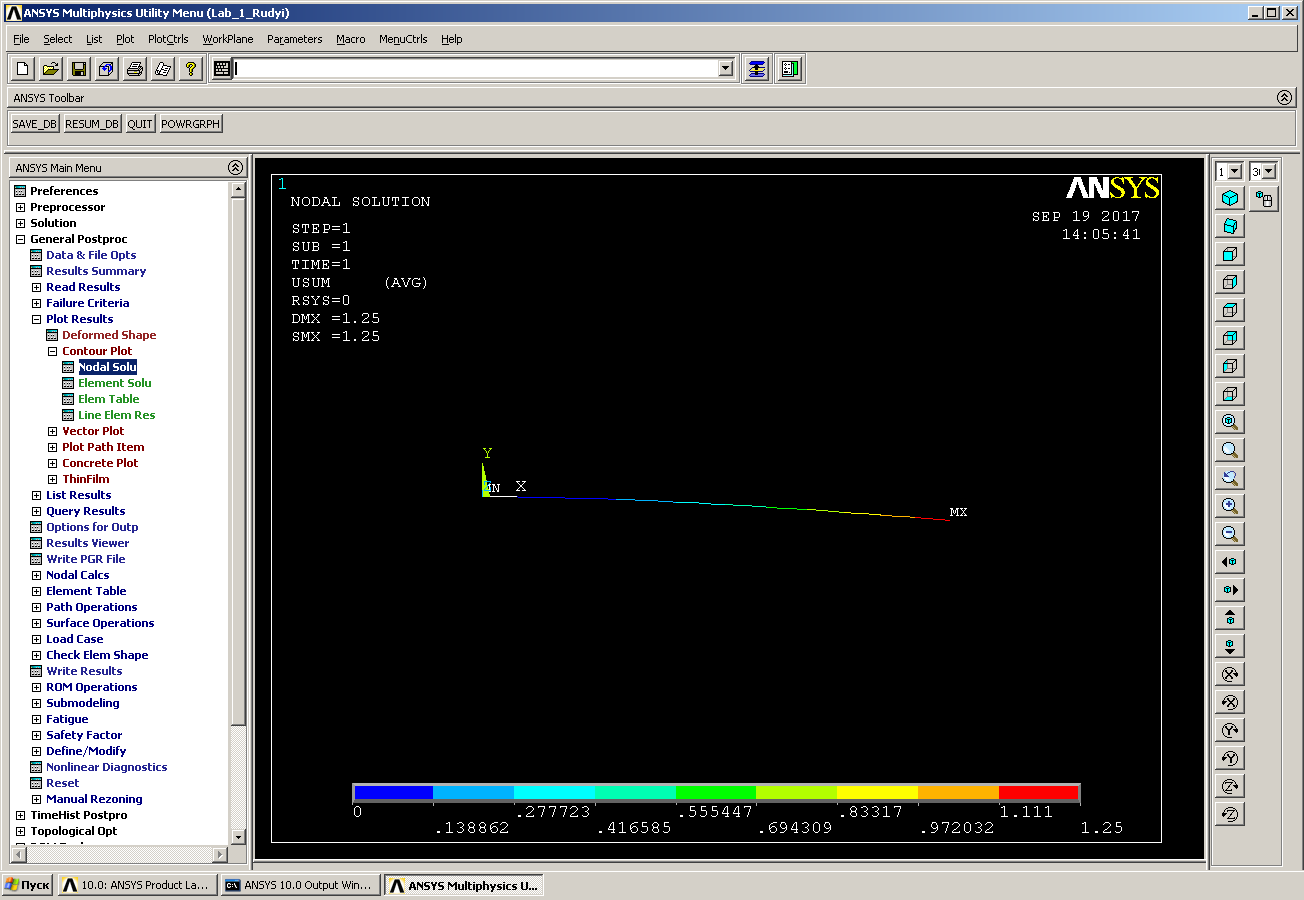 ANSYS Multiphysics Utility Menu (Lab_1_Rudyi)
File Select List Plot PlotCtrls WorkPlane Parameters Macro MenuCtrls Help
ANSYS Toolbar
SAVE_DB RESUM_DB QUIT POWRGRPH
ANSYS Main Menu
Preferences
Preprocessor
Solution
General Postproc
Data & File Opts
Results Summary
Read Results
Failure Criteria
Plot Results
Deformed Shape
Contour Plot
Nodal Solu
Element Solu
Elem Table
Line Elem Res
Vector Plot
Plot Path Item
Concrete Plot
ThinFilm
List Results
Query Results
Options for Outp
Results Viewer
Write PGR File
Nodal Calcs
Element Table
Path Operations
Surface Operations
Load Case
Check Elem Shape
Write Results
ROM Operations
Submodeling
Fatigue
Safety Factor
Define/Modify
Nonlinear Diagnostics
Reset
Manual Rezoning
TimeHist Postpro
Topological Opt
1
NODAL SOLUTION
STEP=1
SUB =1
TIME=1
USUM (AVG)
RSYS=0
DMX =1.25
SMX =1.25
ANSYS
SEP 19 2017
14:05:41
Y
X
MX
0 .277723 .555447 .83317 1.111
.138862 .416585 .694309 .972032 1.25
1
Пуск 10.0: ANSYS Product La... ANSYS 10.0 Output Win... ANSYS Multiphysics U...